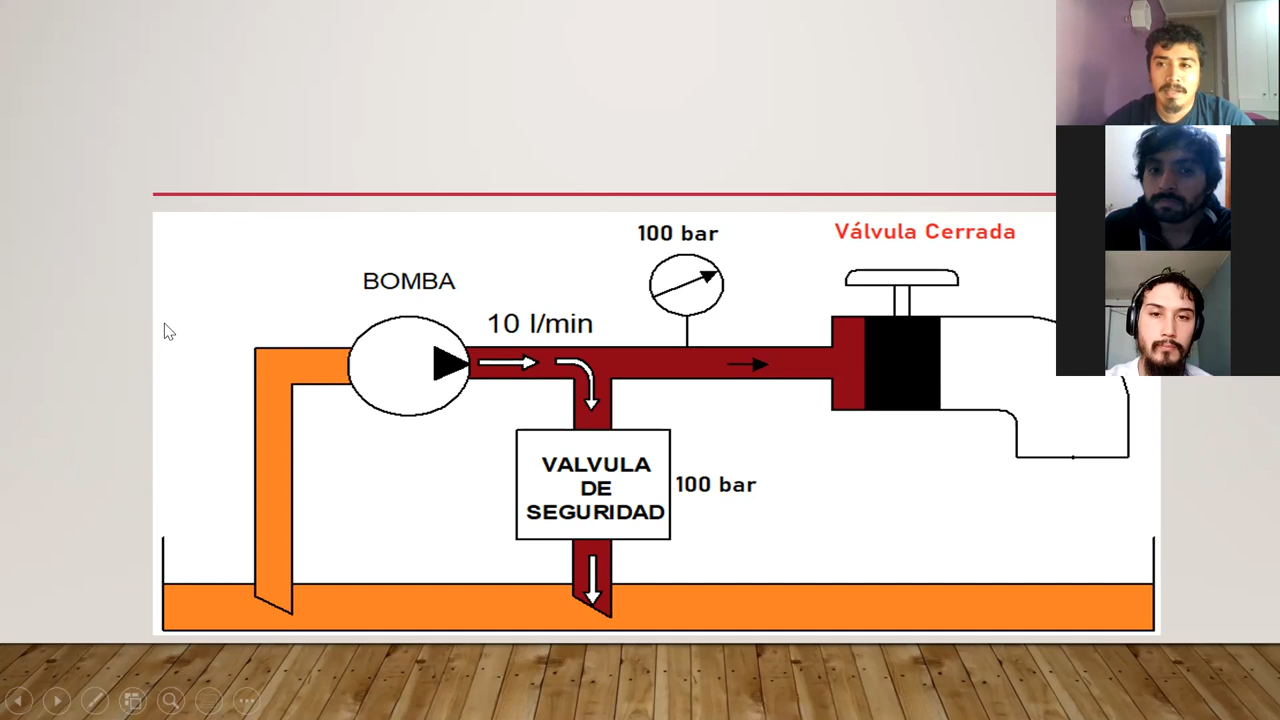 100 bar
Válvula Cerrada
BOMBA
10 l/min
VALVULA
DE
SEGURIDAD
100 bar